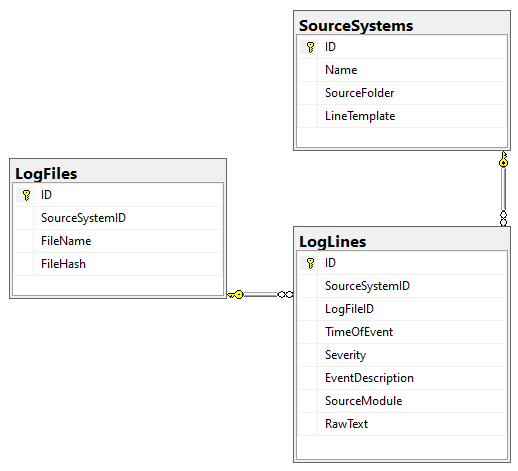 SourceSystems
ID
Name
SourceFolder
LineTemplate
LogFiles
ID
SourceSystemID
FileName
FileHash
LogLines
ID
SourceSystemID
LogFileID
TimeOfEvent
Severity
EventDescription
SourceModule
RawText